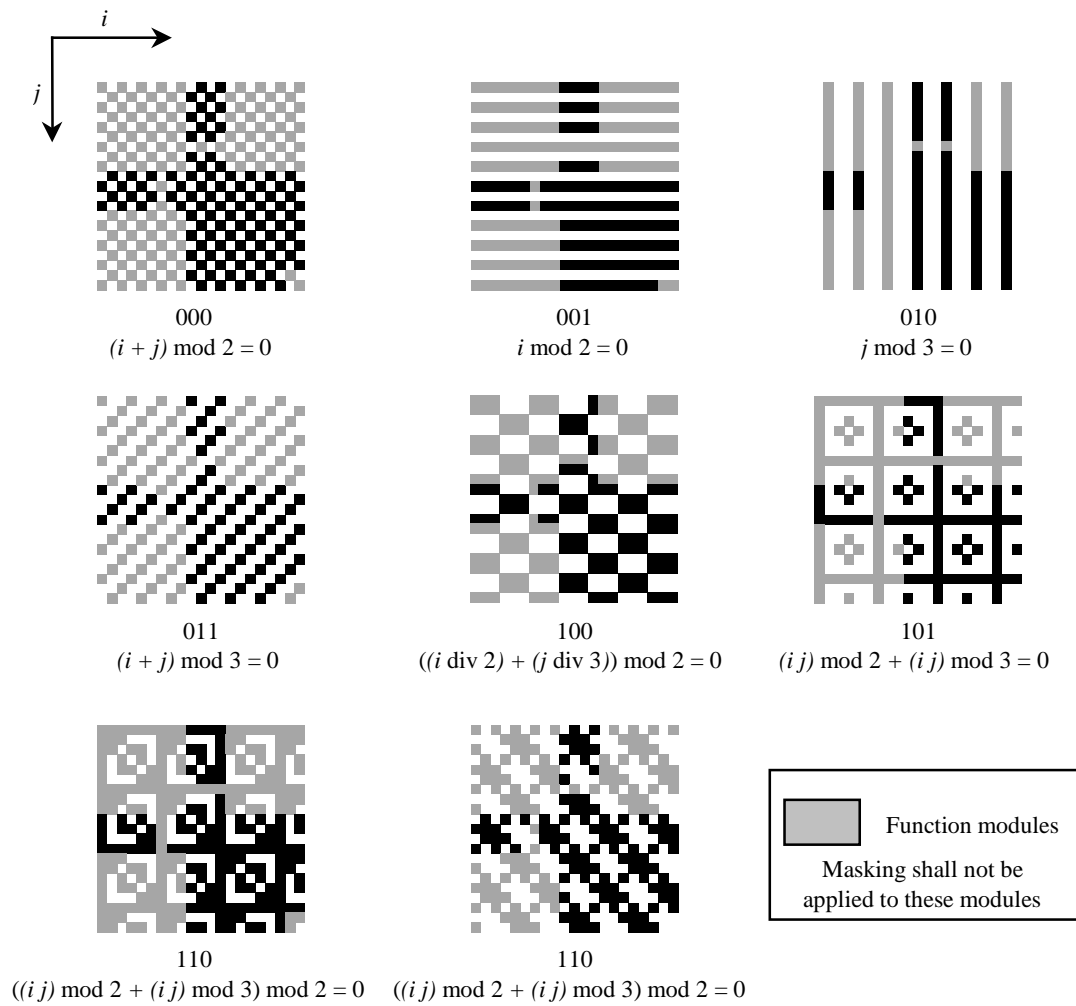 i
j
000
(i + j) mod 2 = 0
001
i mod 2 = 0
010
j mod 3 = 0
011
(i + j) mod 3 = 0
100
((i div 2) + (j div 3)) mod 2 = 0
101
(i j) mod 2 + (i j) mod 3 = 0
110
((i j) mod 2 + (i j) mod 3) mod 2 = 0
110
((i j) mod 2 + (i j) mod 3) mod 2 = 0
Function modules
Masking shall not be
applied to these modules